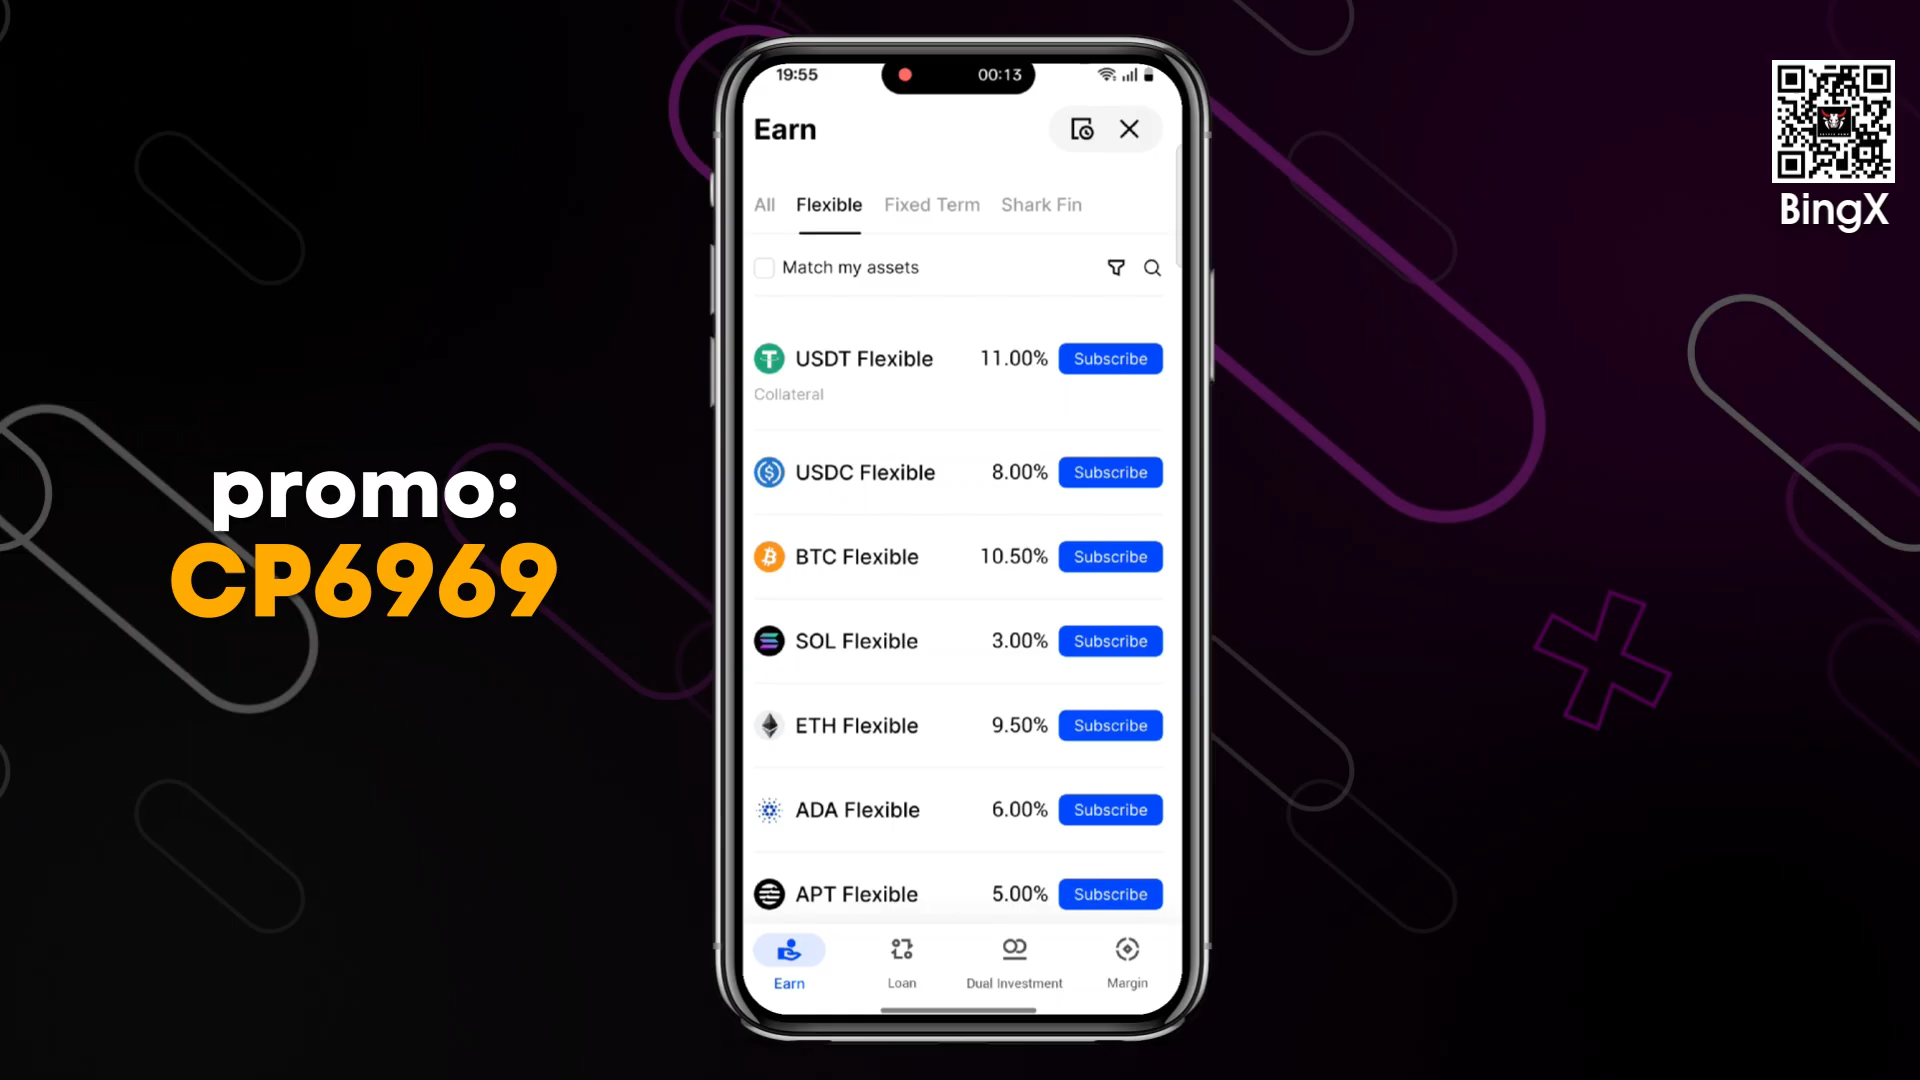 19:55
00:13
Earn
All Flexible Fixed Term Shark Fin
Match my assets
USDT Flexible 11.00% Subscribe
Collateral
USDC Flexible 8.00% Subscribe
BTC Flexible 10.50% Subscribe
SOL Flexible 3.00% Subscribe
ETH Flexible 9.50% Subscribe
ADA Flexible 6.00% Subscribe
APT Flexible 5.00% Subscribe
Earn Loan Dual Investment Margin
promo:
CP6969
BingX